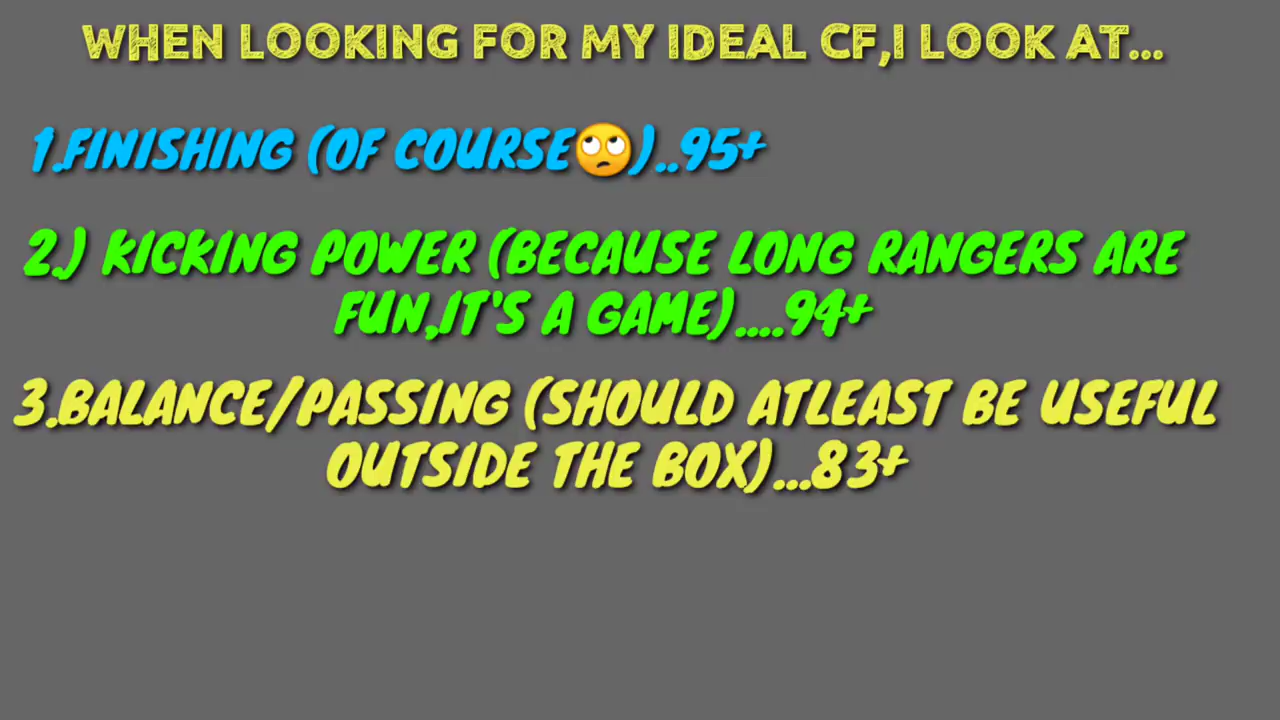 WHEN LOOKING FOR MY IDEAL CF,I LOOK AT...
1.FINISHING (OF COURSE🙄)..95+
2.) KICKING POWER (BECAUSE LONG RANGERS ARE
FUN,IT'S A GAME)....94+
3.BALANCE/PASSING (SHOULD ATLEAST BE USEFUL
OUTSIDE THE BOX)...83+